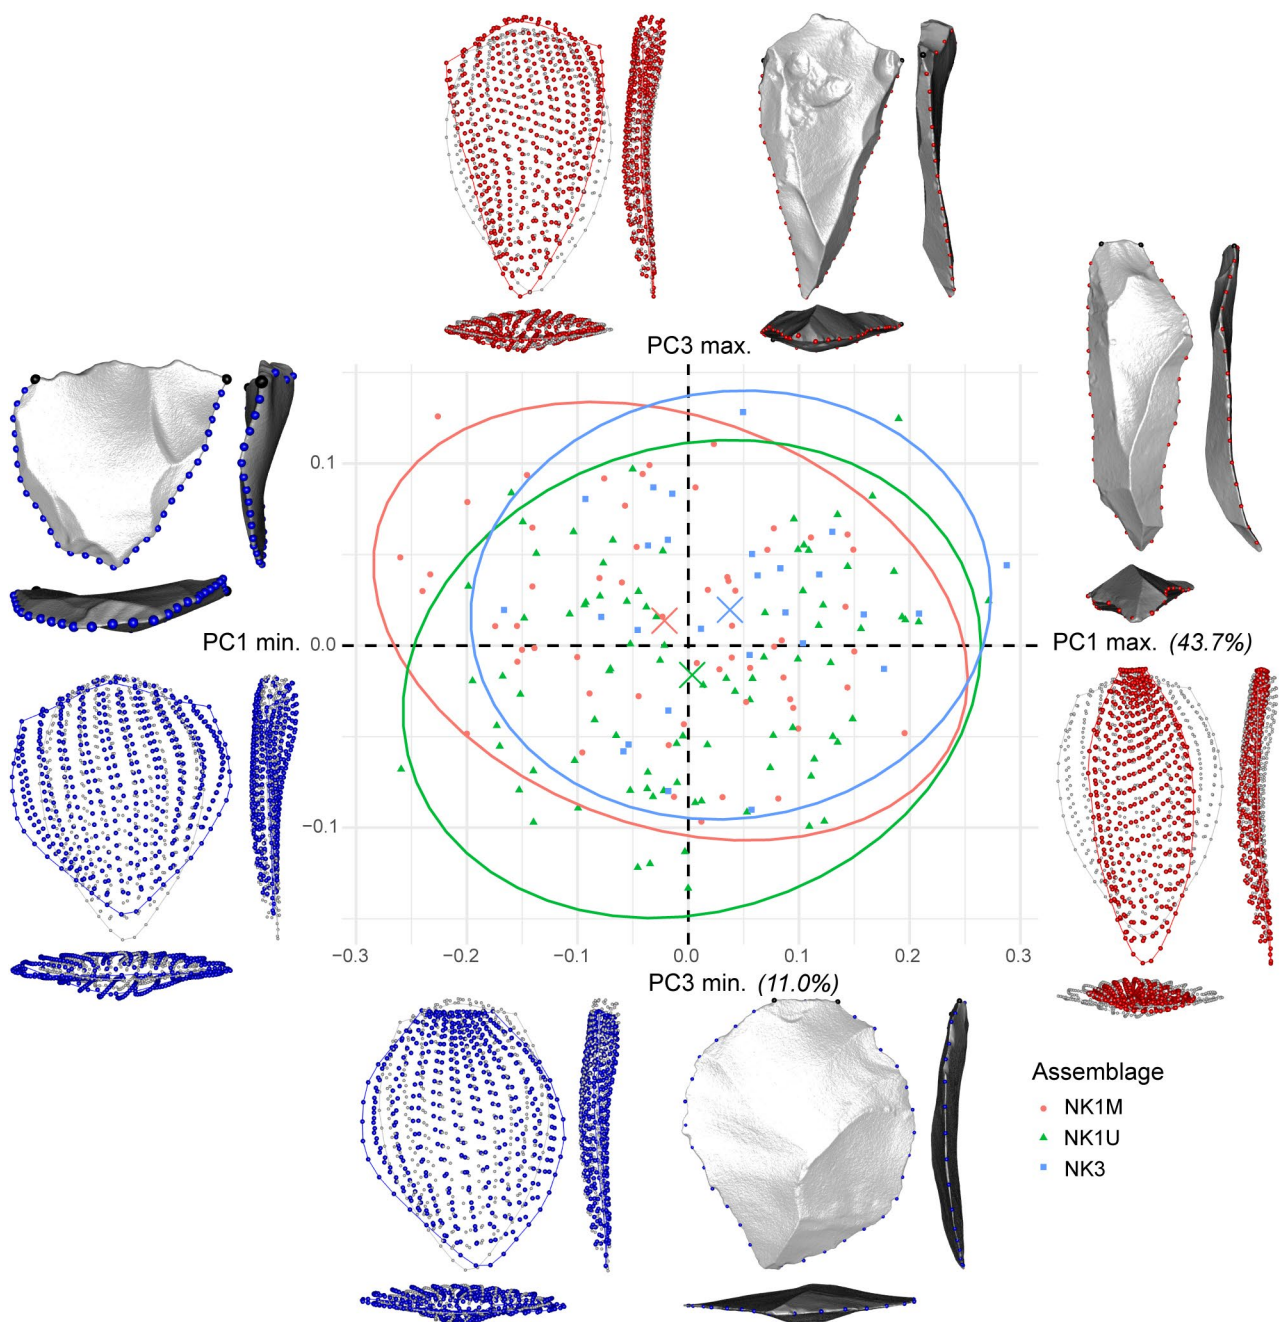 PC3 max.
0.1
PC1 min.
0.0
PC1 max. (43.7%)
−0.1
−0.3
−0.2
−0.1
0.0
0.1
0.2
0.3
PC3 min. (11.0%)
Assemblage
NK1M
NK1U
NK3